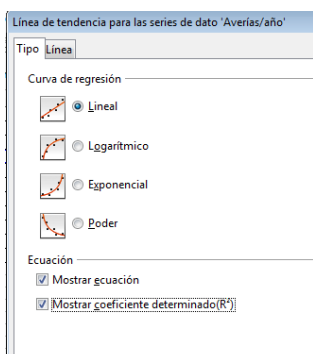 Línea de tendencia para las series de dato 'Averías/año'
Tipo Línea
Curva de regresión
Lineal
Logarítmico
Exponencial
Poder
Ecuación
Mostrar ecuación
Mostrar coeficiente determinado(R²)